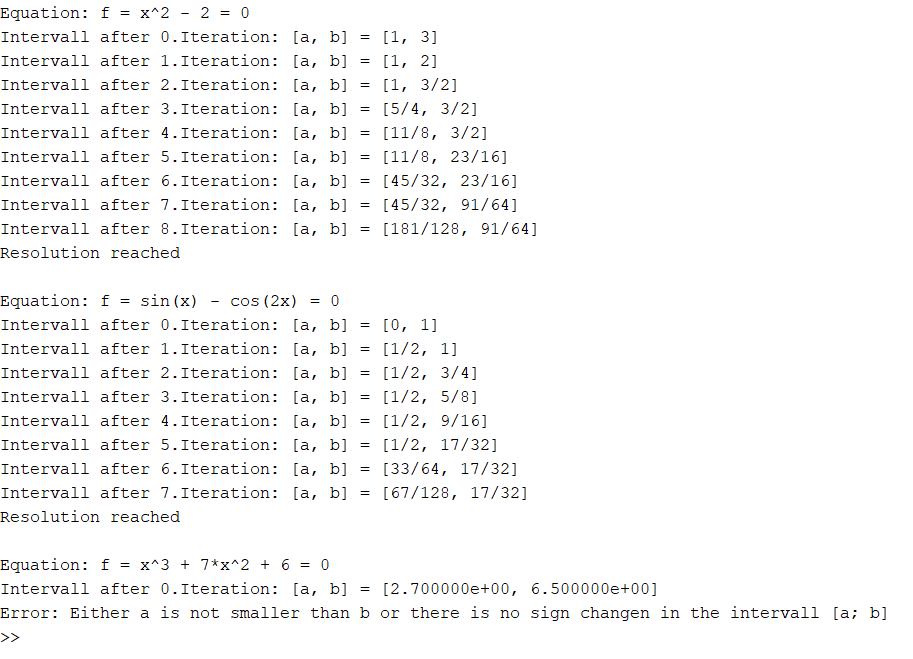 Equation: f = x^2 - 2 = 0
Intervall after 0.Iteration: [a, b] = [1, 3]
Intervall after 1.Iteration: [a, b] = [1, 2]
Intervall after 2.Iteration: [a, b] = [1, 3/2]
Intervall after 3.Iteration: [a, b] = [5/4, 3/2]
Intervall after 4.Iteration: [a, b] = [11/8, 3/2]
Intervall after 5.Iteration: [a, b] = [11/8, 23/16]
Intervall after 6.Iteration: [a, b] = [45/32, 23/16]
Intervall after 7.Iteration: [a, b] = [45/32, 91/64]
Intervall after 8.Iteration: [a, b] = [181/128, 91/64]
Resolution reached
Equation: f = sin(x) - cos(2x) = 0
Intervall after 0.Iteration: [a, b] = [0, 1]
Intervall after 1.Iteration: [a, b] = [1/2, 1]
Intervall after 2.Iteration: [a, b] = [1/2, 3/4]
Intervall after 3.Iteration: [a, b] = [1/2, 5/8]
Intervall after 4.Iteration: [a, b] = [1/2, 9/16]
Intervall after 5.Iteration: [a, b] = [1/2, 17/32]
Intervall after 6.Iteration: [a, b] = [33/64, 17/32]
Intervall after 7.Iteration: [a, b] = [67/128, 17/32]
Resolution reached
Equation: f = x^3 + 7*x^2 + 6 = 0
Intervall after 0.Iteration: [a, b] = [2.700000e+00, 6.500000e+00]
Error: Either a is not smaller than b or there is no sign changen in the intervall [a; b]
>>